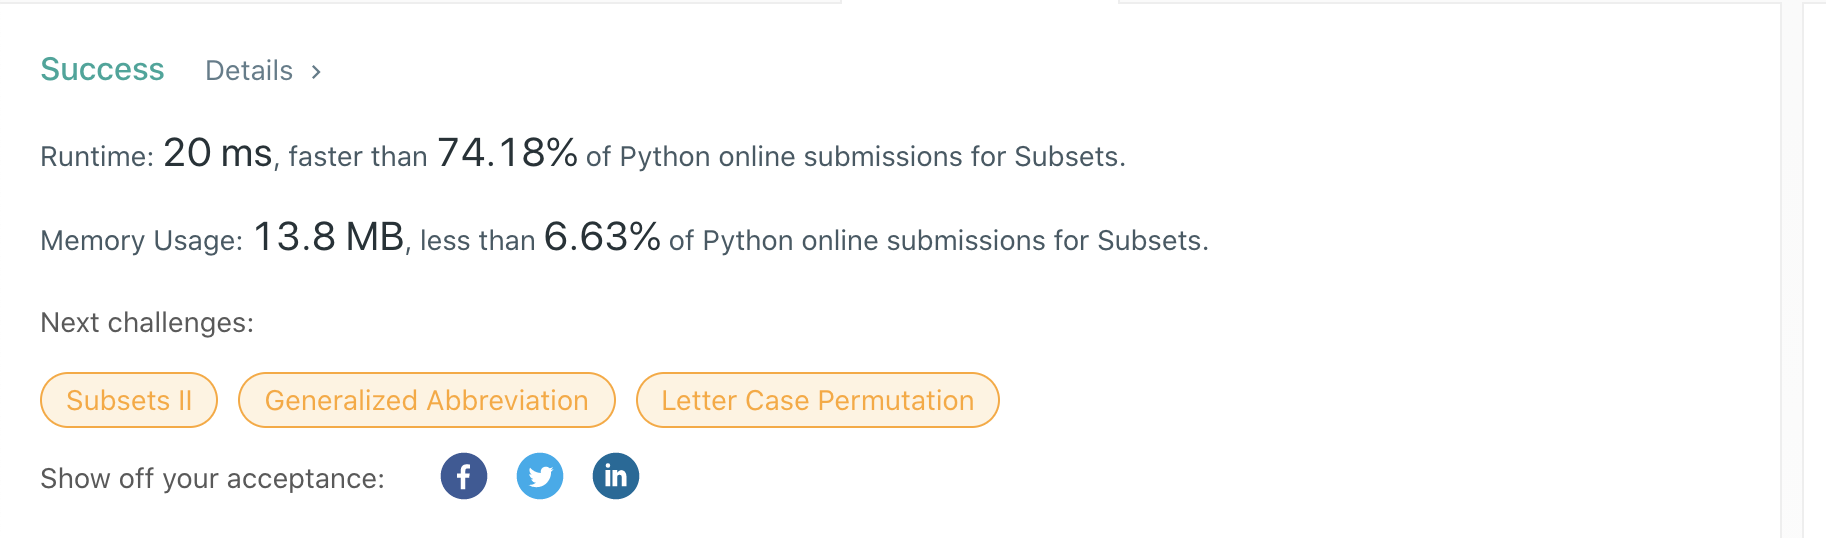 Success Details >
Runtime: 20 ms, faster than 74.18% of Python online submissions for Subsets.
Memory Usage: 13.8 MB, less than 6.63% of Python online submissions for Subsets.
Next challenges:
Subsets II Generalized Abbreviation Letter Case Permutation
Show off your acceptance: f in